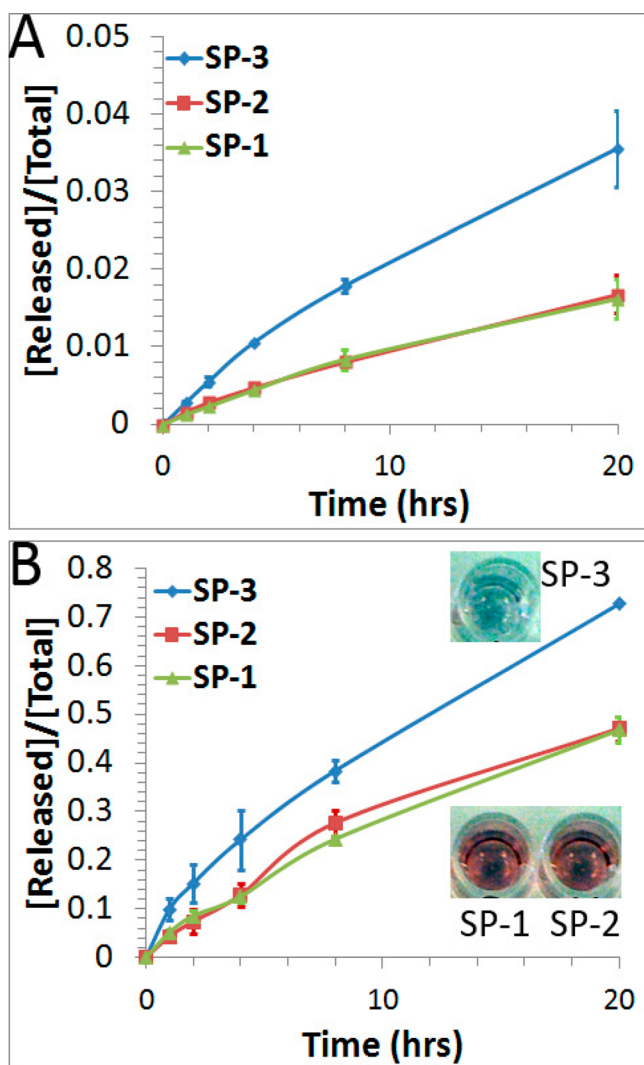 A
0.05
0.04
0.03
0.02
0.01
0
[Released]/[Total]
SP-3
SP-2
SP-1
0 10 20
Time (hrs)
B
0.8
0.7
0.6
0.5
0.4
0.3
0.2
0.1
0
[Released]/[Total]
SP-3
SP-2
SP-1
SP-3
SP-1 SP-2
0 10 20
Time (hrs)